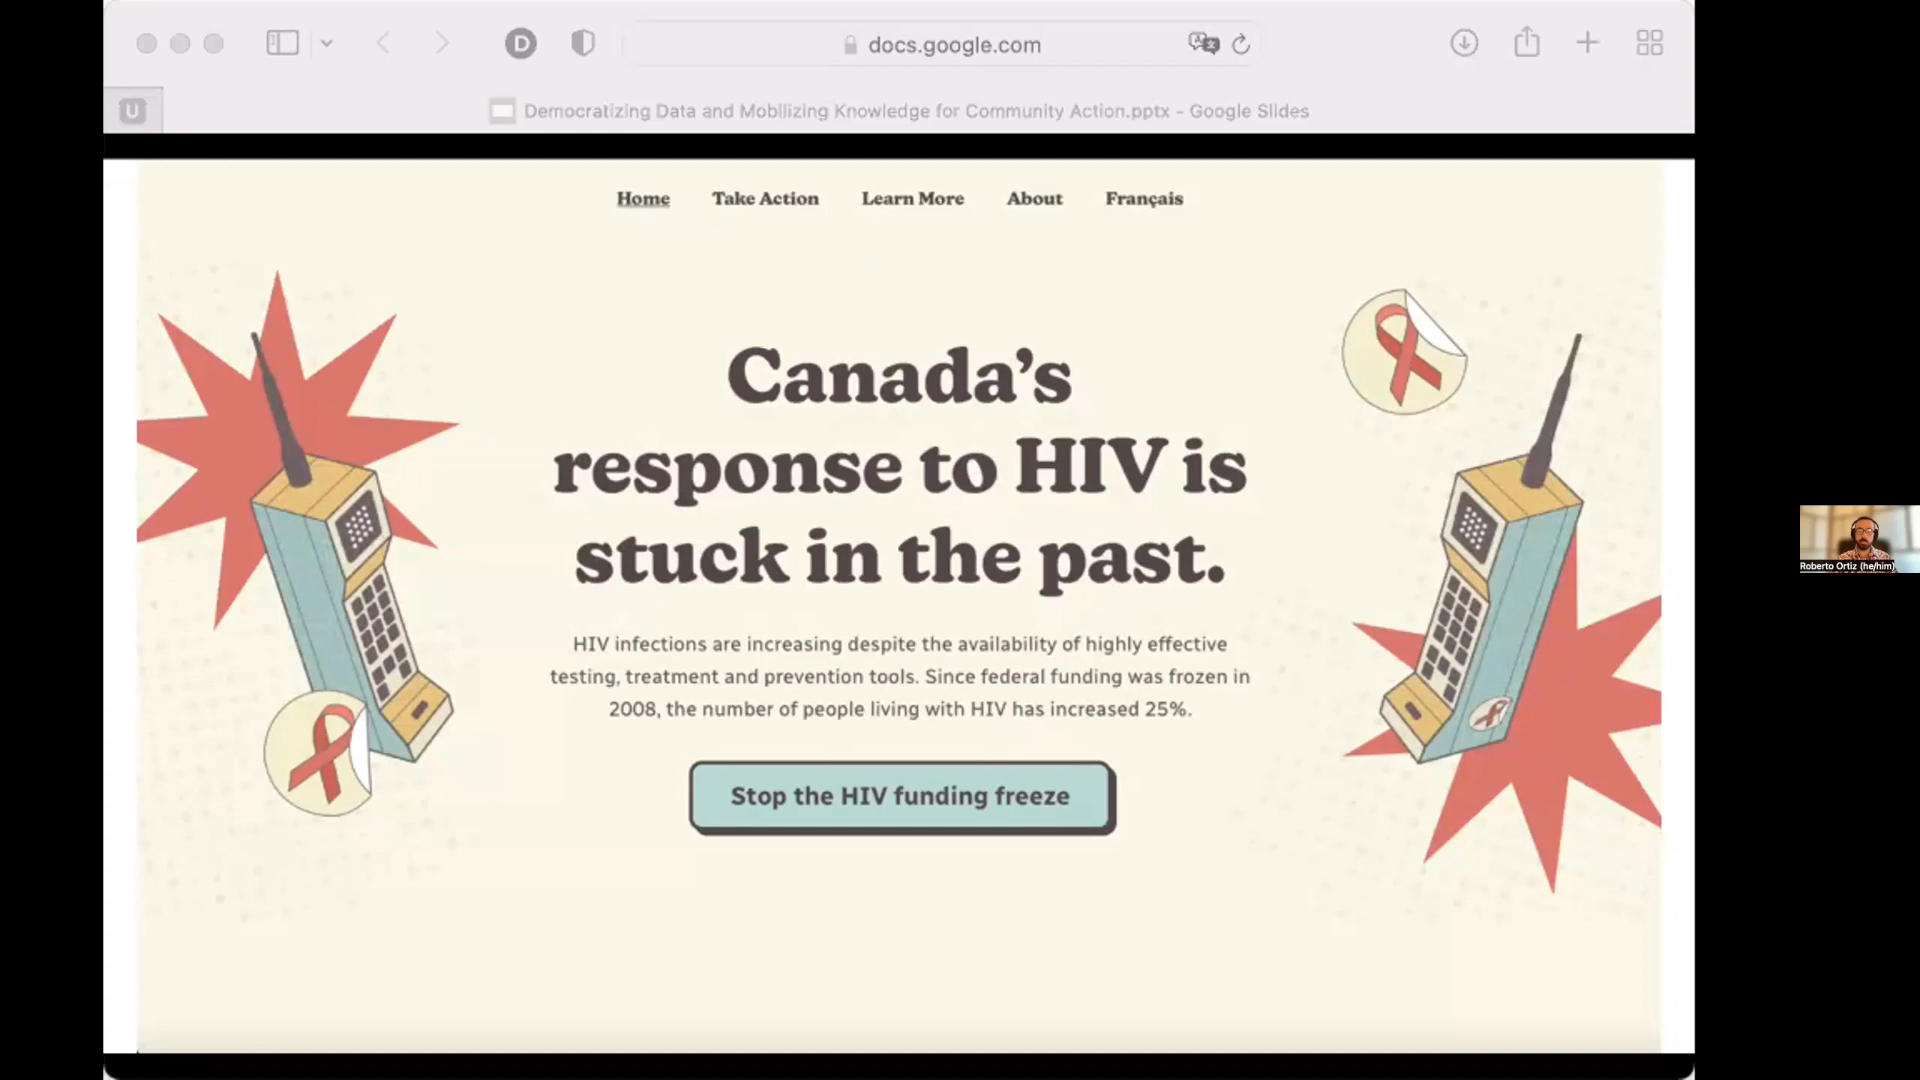 D
docs.google.com
U
Democratizing Data and Mobilizing Knowledge for Community Action.pptx - Google Slides
Home Take Action Learn More About Français
Canada's
response to HIV is
stuck in the past.
HIV infections are increasing despite the availability of highly effective
testing, treatment and prevention tools. Since federal funding was frozen in
2008, the number of people living with HIV has increased 25%.
Stop the HIV funding freeze
Roberto Ortiz (he/him)